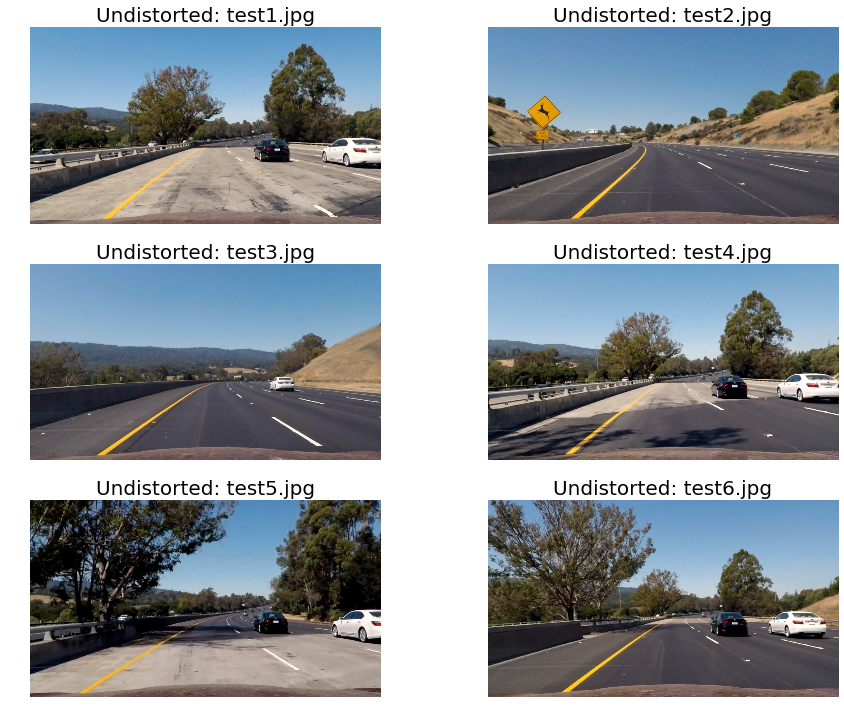 Undistorted: test1.jpg
Undistorted: test2.jpg
Undistorted: test3.jpg
Undistorted: test4.jpg
Undistorted: test5.jpg
Undistorted: test6.jpg